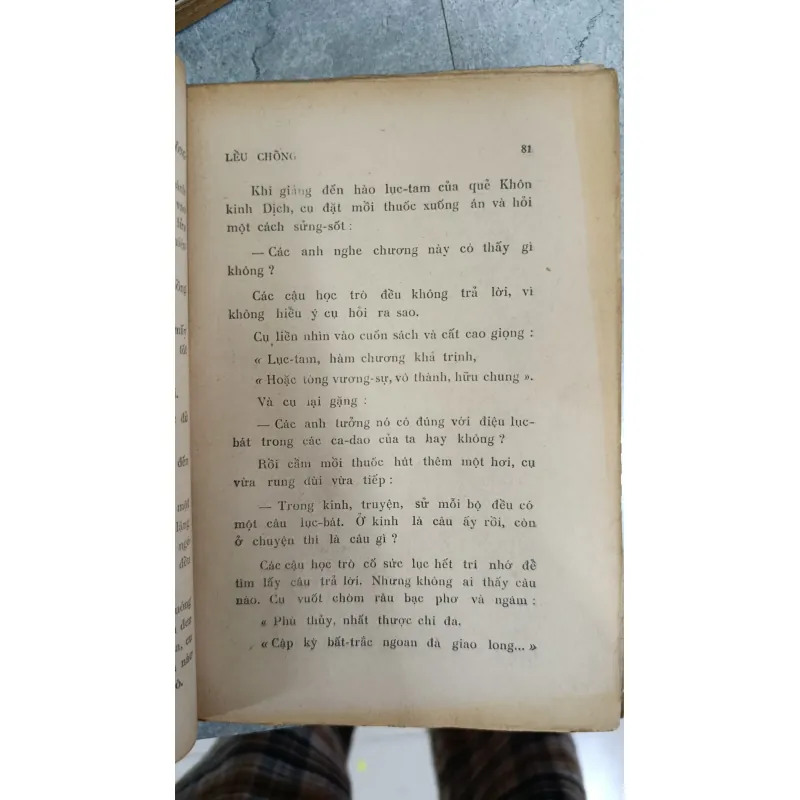 LỀU CHÕNG 81
Khi giảng đến hào lục-tam của quẻ Khôn
kinh Dịch, cụ đặt mồi thuốc xuống án và hỏi
một cách sửng-sốt :
— Các anh nghe chương này có thấy gì
không ?
Các cậu học trò đều không trả lời, vì
không hiểu ý cụ hỏi ra sao.
Cụ liền nhìn vào cuốn sách và cất cao giọng :
« Lục-tam, hàm chương khả trinh,
« Hoặc tòng vương-sự, vô thành, hữu chung ».
Và cụ lại gặng :
— Các anh tưởng nó có đúng với điệu lục-
bát trong các ca-dao của ta hay không ?
Rồi cầm mồi thuốc hút thêm một hơi, cụ
vừa rung đùi vừa tiếp :
— Trong kinh, truyện, sử mỗi bộ đều có
một câu lục-bát. Ở kinh là câu ấy rồi, còn
ở chuyện thì là câu gì ?
Các cậu học trò cố sức lục hết trí nhớ để
tìm lấy câu trả lời. Nhưng không ai thấy câu
nào. Cụ vuốt chòm râu bạc phơ và ngâm :
« Phù thủy, nhất thược chi đa,
« Cập kỳ bất-trắc ngoan đà giao long... »
một
lăng
ngo
đều
đến